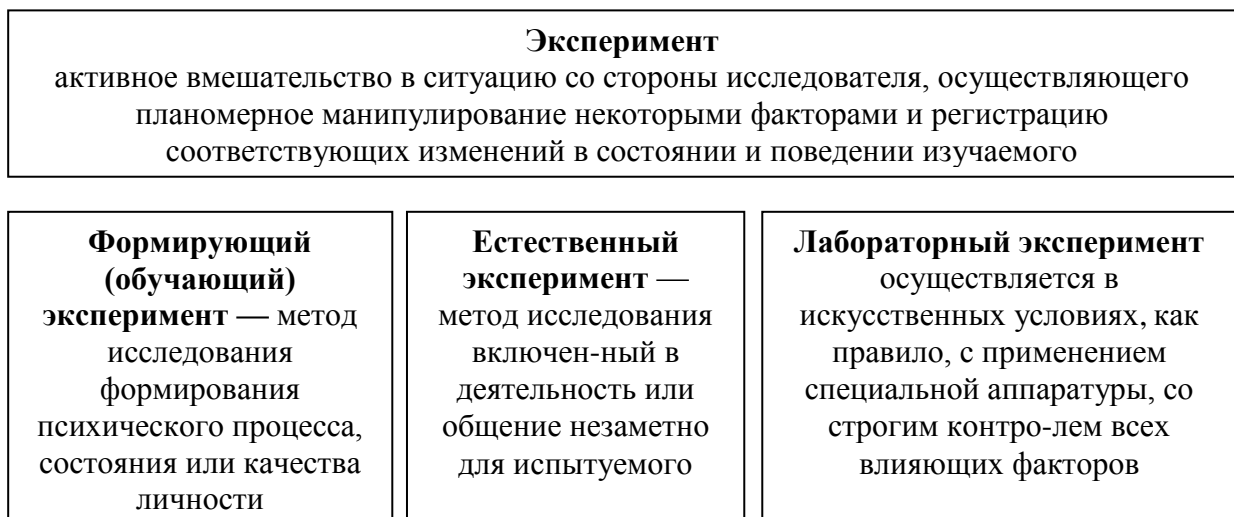 Эксперимент
активное вмешательство в ситуацию со стороны исследователя, осуществляющего
планомерное манипулирование некоторыми факторами и регистрацию
соответствующих изменений в состоянии и поведении изучаемого
Формирующий
(обучающий)
эксперимент — метод
исследования
формирования
психического процесса,
состояния или качества
личности
Естественный
эксперимент —
метод исследования
включен-ный в
деятельность или
общение незаметно
для испытуемого
Лабораторный эксперимент
осуществляется в
искусственных условиях, как
правило, с применением
специальной аппаратуры, со
строгим контро-лем всех
влияющих факторов